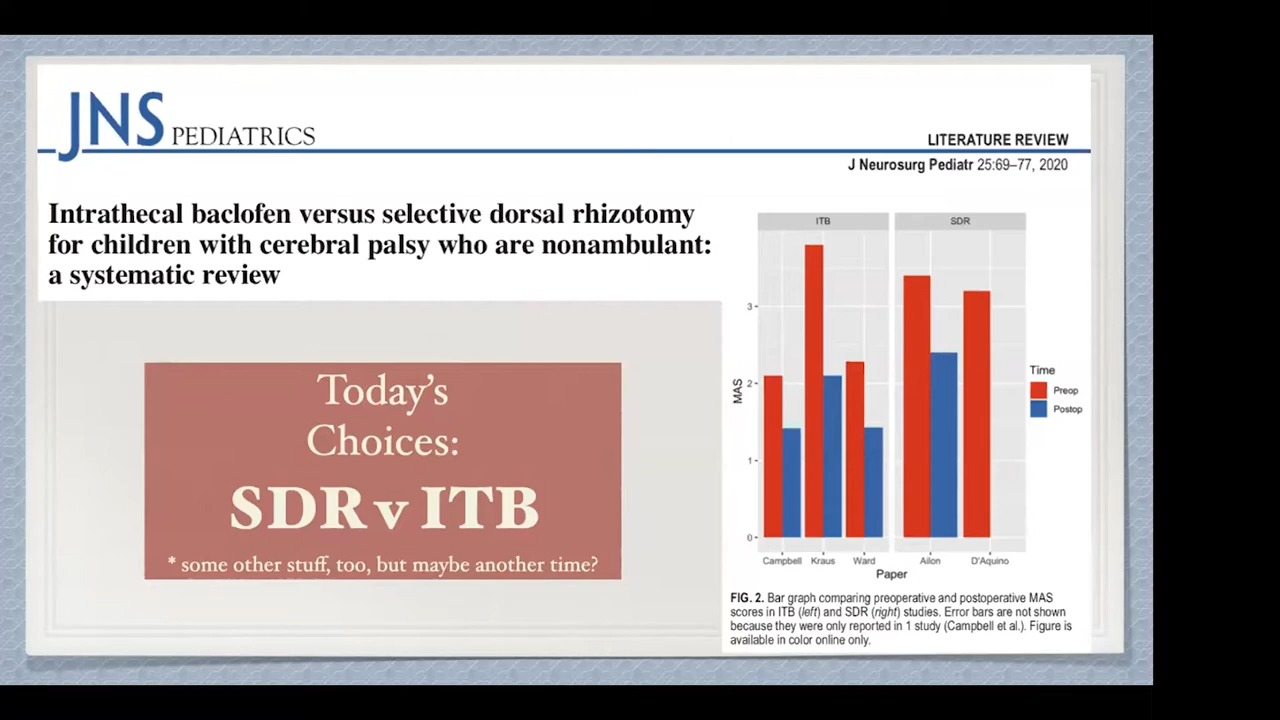 JNS PEDIATRICS
LITERATURE REVIEW
J Neurosurg Pediatr 25:69–77, 2020
Intrathecal baclofen versus selective dorsal rhizotomy
for children with cerebral palsy who are nonambulant:
a systematic review
Today's
Choices:
SDR v ITB
* some other stuff, too, but maybe another time?
ITB
SDR
MAS
3
2
1
0
Campbell
Kraus
Ward
Ailon
D'Aquino
Paper
Time
Preop
Postop
FIG. 2. Bar graph comparing preoperative and postoperative MAS
scores in ITB (left) and SDR (right) studies. Error bars are not shown
because they were only reported in 1 study (Campbell et al.). Figure is
available in color online only.